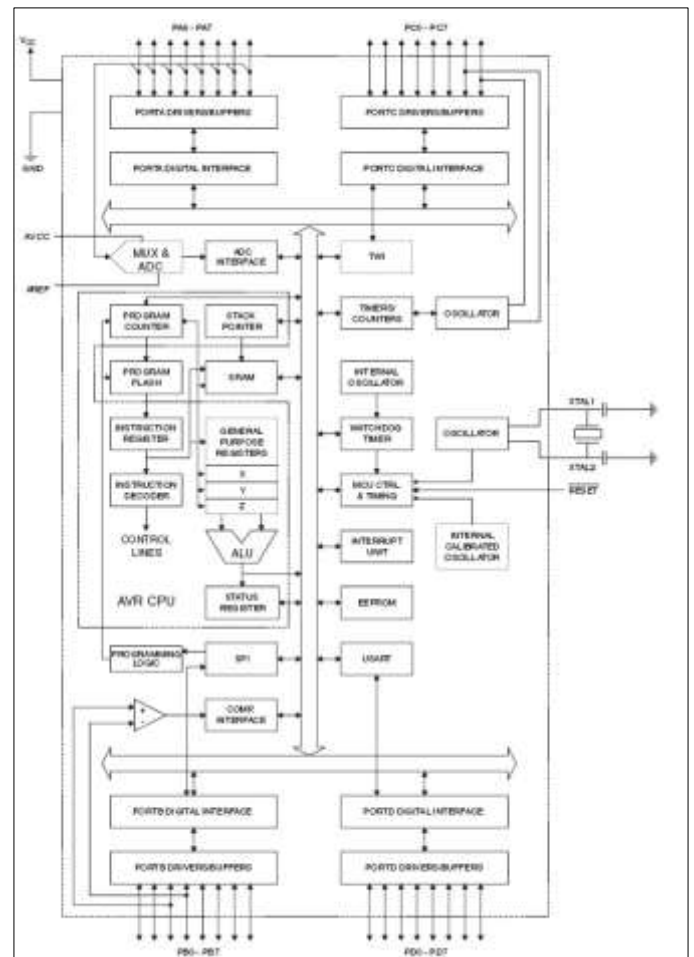 PA0 - PA7
PC0 - PC7
VCC
PORTA DRIVERS/BUFFERS
PORTC DRIVERS/BUFFERS
GND
PORTA DIGITAL INTERFACE
PORTC DIGITAL INTERFACE
AVCC
MUX &
ADC
ADC
INTERFACE
TWI
AREF
PROGRAM
COUNTER
STACK
POINTER
TIMERS/
COUNTERS
OSCILLATOR
PROGRAM
FLASH
SRAM
INTERNAL
OSCILLATOR
XTAL1
INSTRUCTION
REGISTER
GENERAL
PURPOSE
REGISTERS
WATCHDOG
TIMER
OSCILLATOR
XTAL2
X
INSTRUCTION
DECODER
Y
MCU CTRL.
& TIMING
RESET
Z
CONTROL
LINES
ALU
INTERRUPT
UNIT
INTERNAL
CALIBRATED
OSCILLATOR
AVR CPU
STATUS
REGISTER
EEPROM
PROGRAMMING
LOGIC
SPI
USART
+
-
COMP.
INTERFACE
PORTB DIGITAL INTERFACE
PORTD DIGITAL INTERFACE
PORTB DRIVERS/BUFFERS
PORTD DRIVERS/BUFFERS
PB0 - PB7
PD0 - PD7